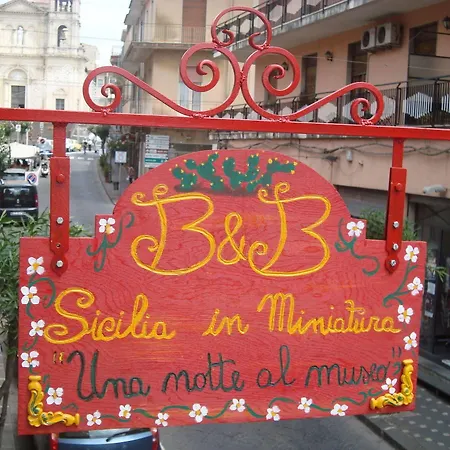 B&B
Sicilia in Miniatura
"Una notte al museo"